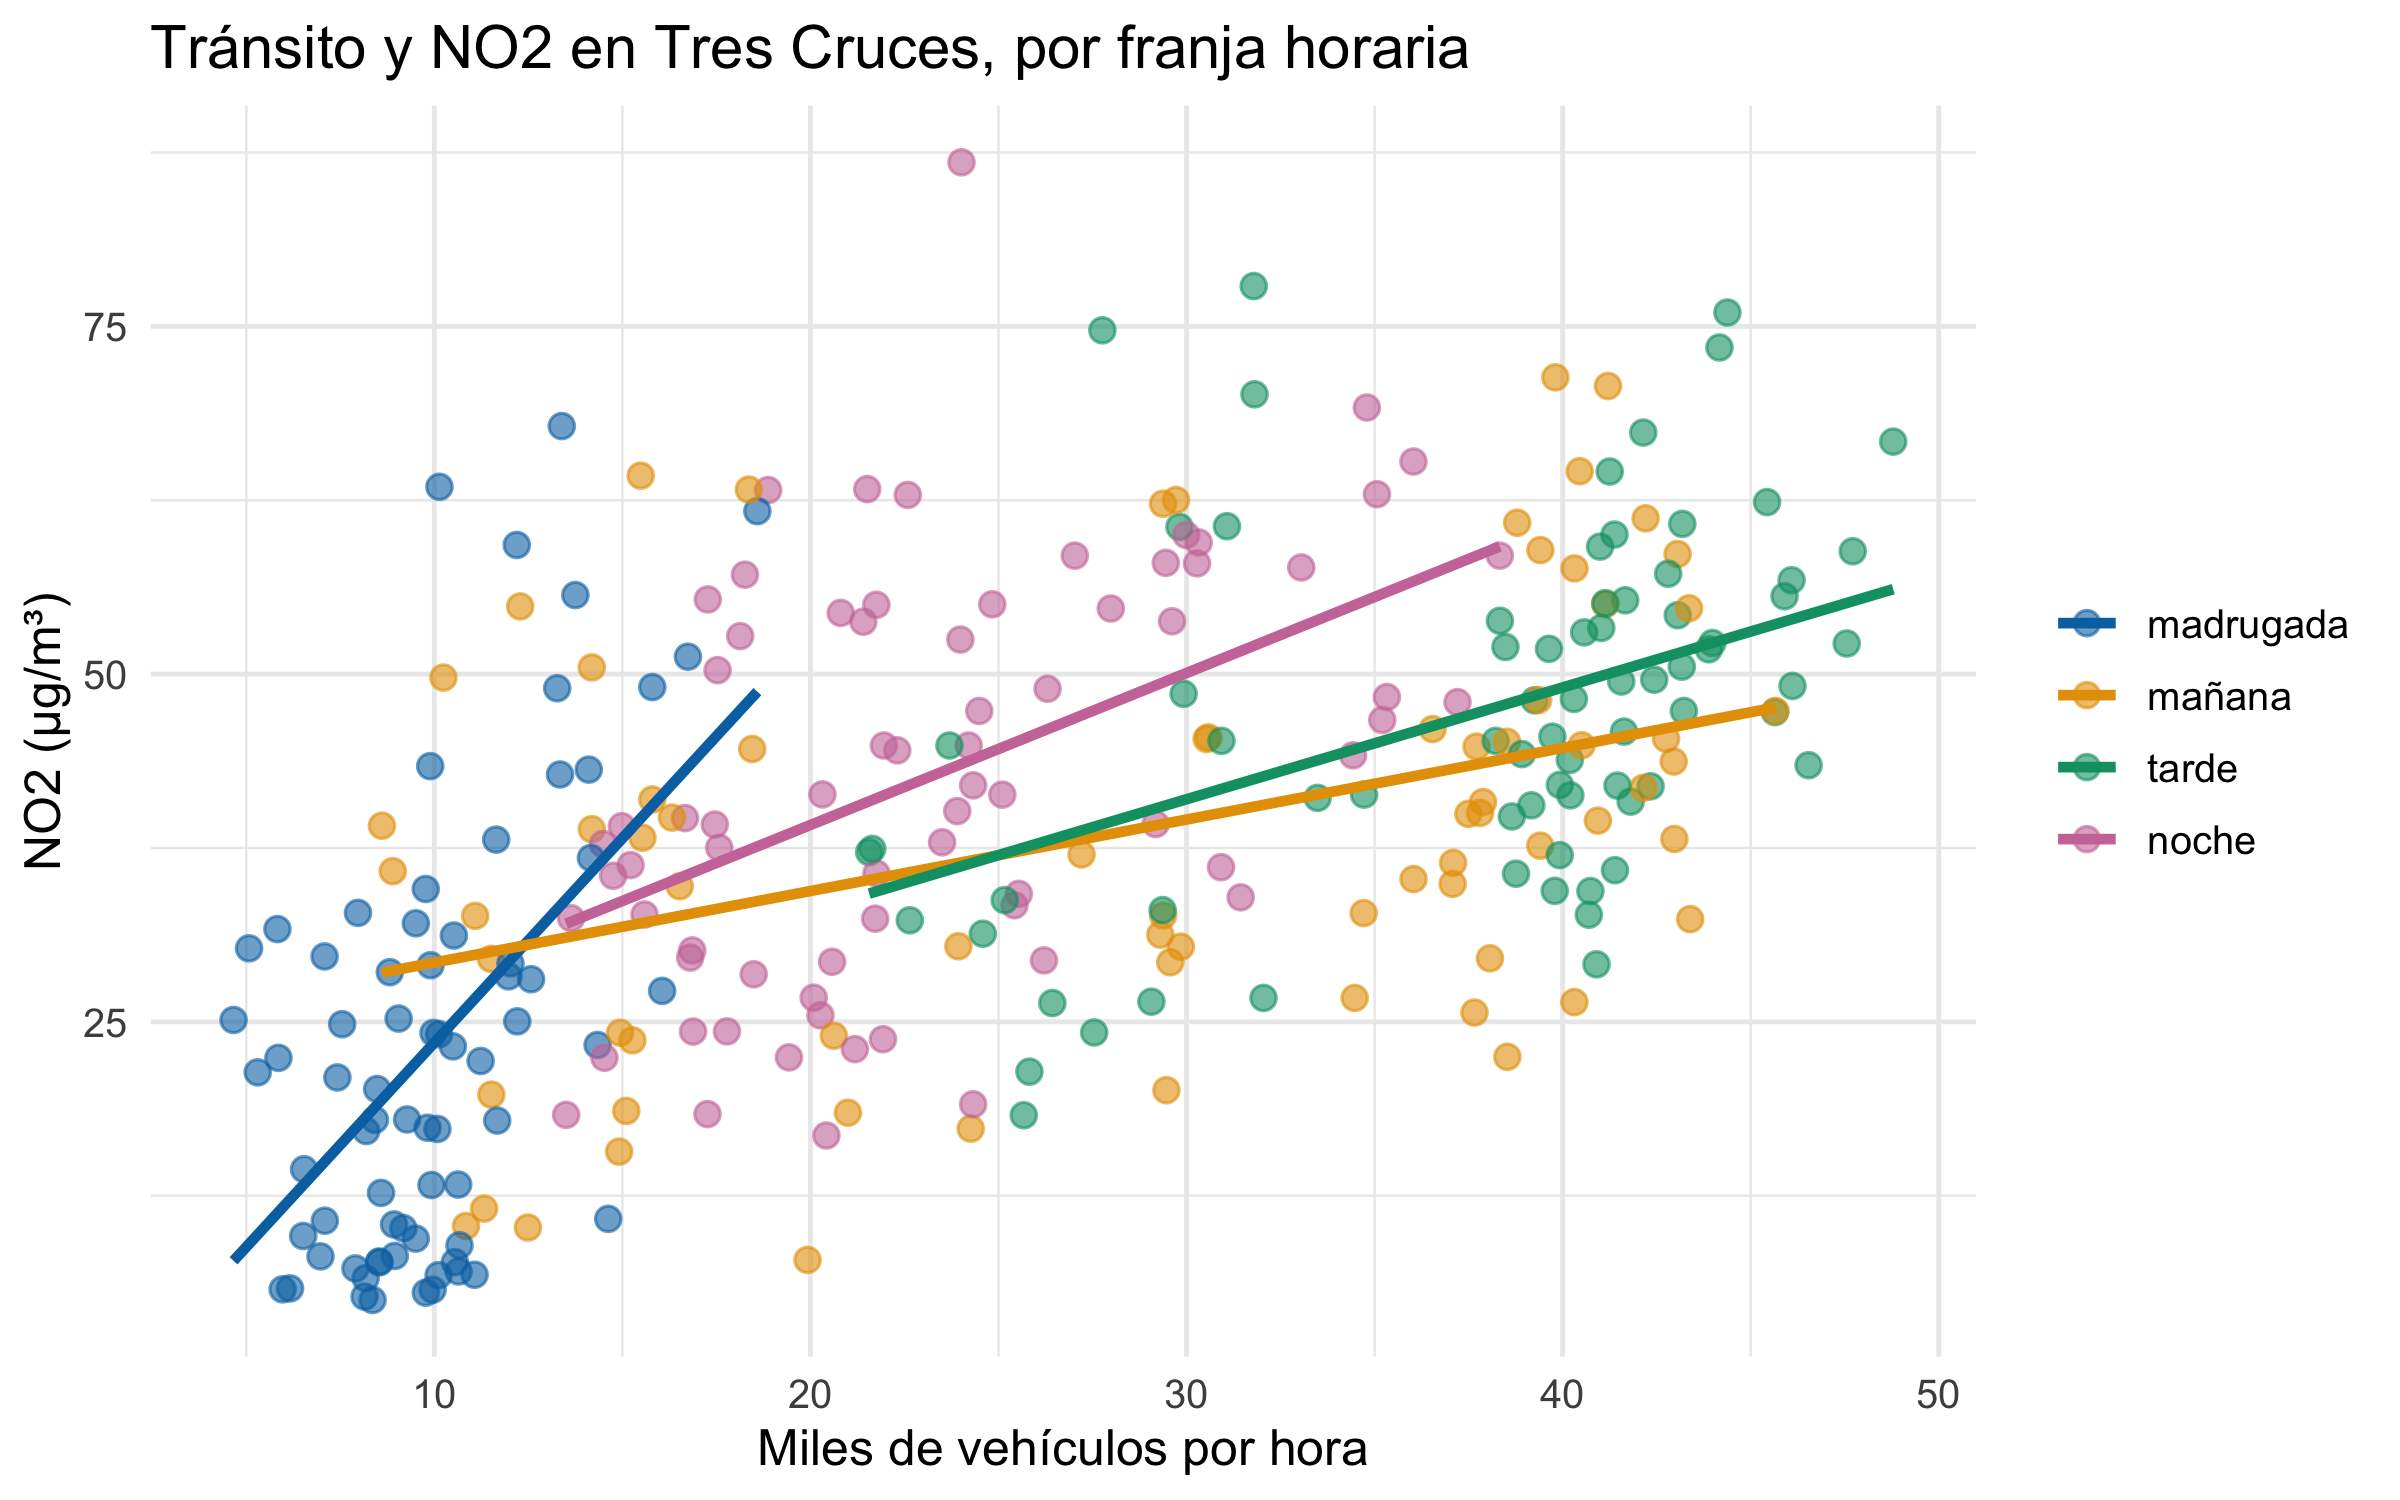 Tránsito y NO2 en Tres Cruces, por franja horaria
NO2 (µg/m³)
75
50
25
10 20 30 40 50
Miles de vehículos por hora
madrugada
mañana
tarde
noche